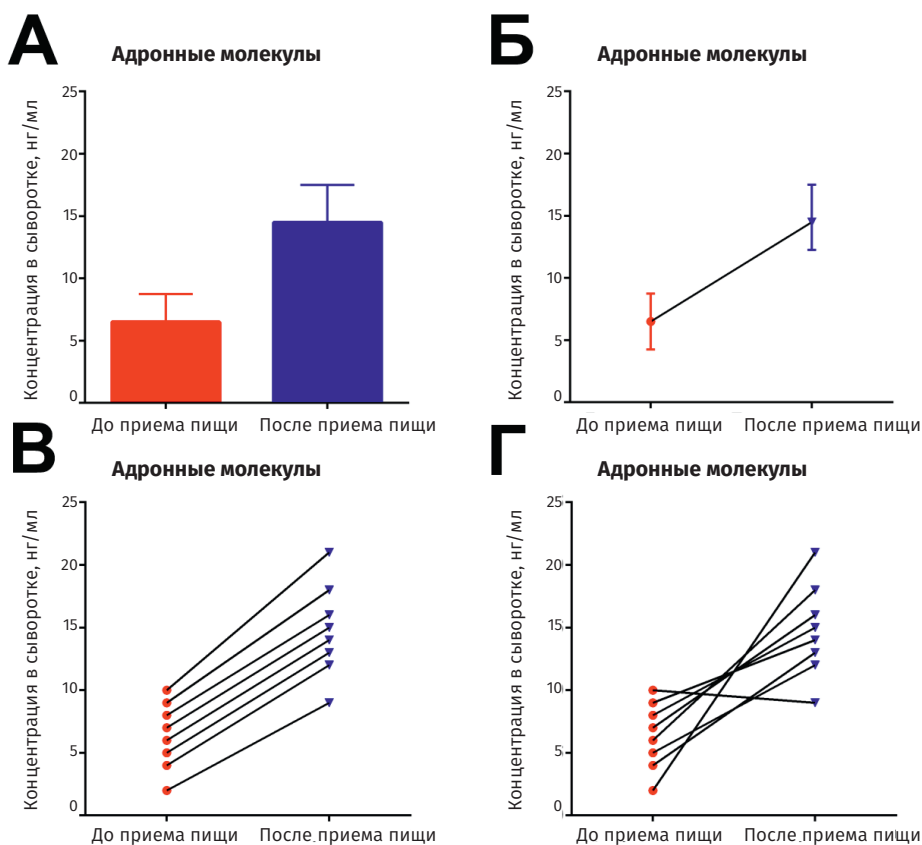 А
Адронные молекулы
Концентрация в сыворотке, нг/мл
25
20
15
10
5
0
До приема пищи
После приема пищи
Б
Адронные молекулы
Концентрация в сыворотке, нг/мл
25
20
15
10
5
0
До приема пищи
После приема пищи
В
Адронные молекулы
Концентрация в сыворотке, нг/мл
25
20
15
10
5
0
До приема пищи
После приема пищи
Г
Адронные молекулы
Концентрация в сыворотке, нг/мл
25
20
15
10
5
0
До приема пищи
После приема пищи